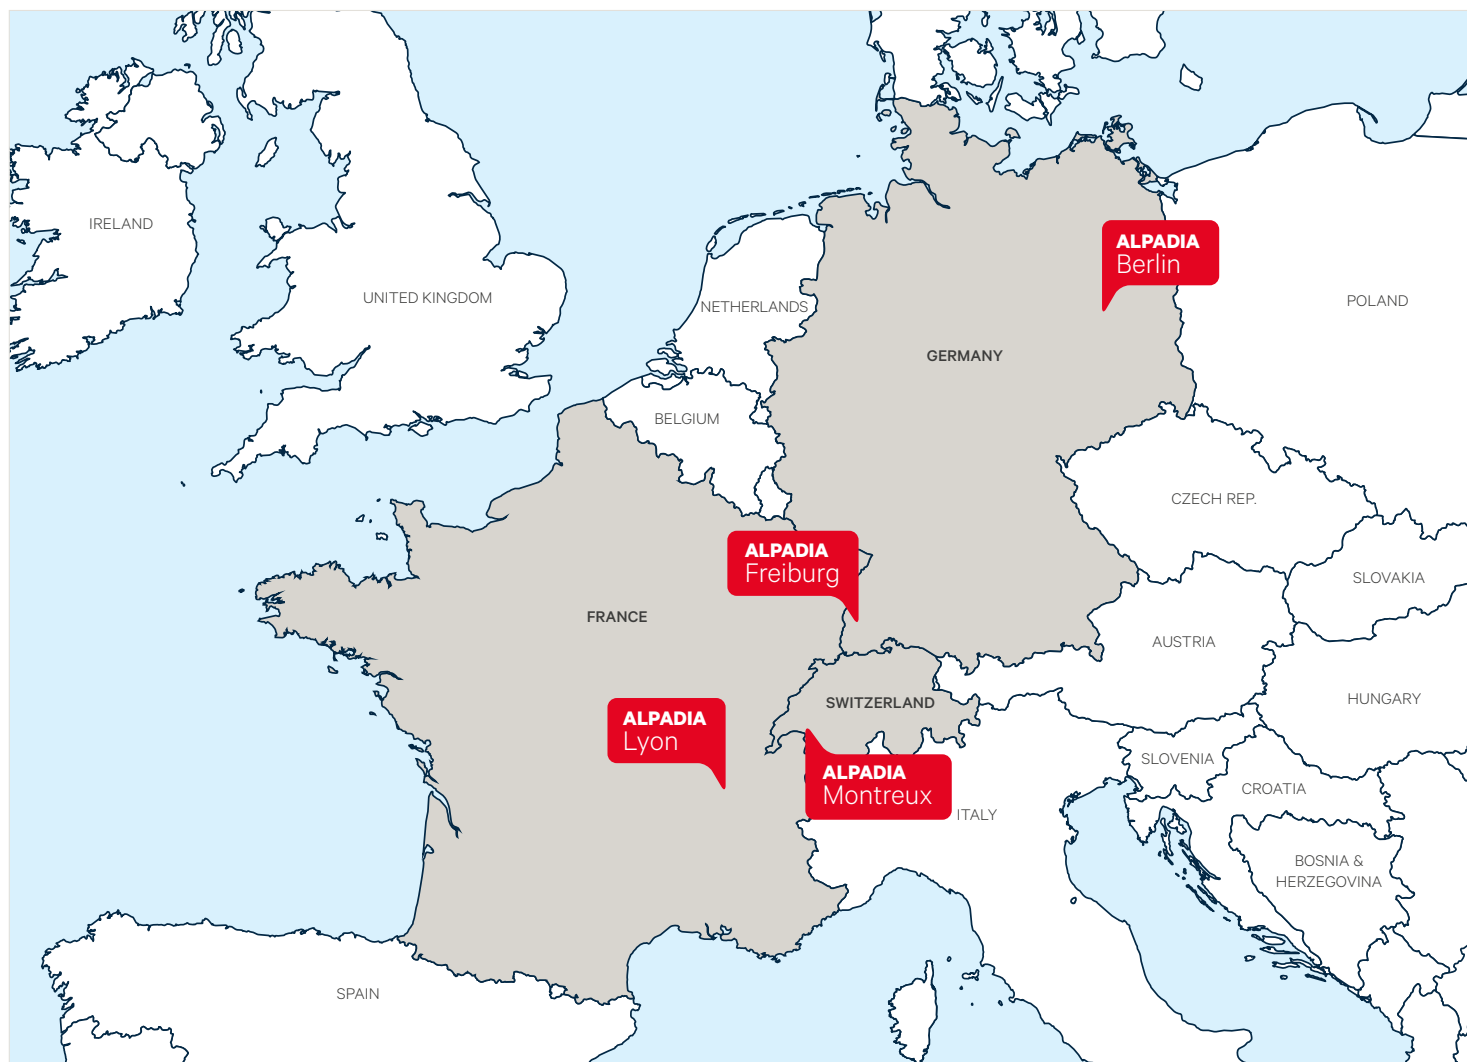 IRELAND
UNITED KINGDOM
NETHERLANDS
ALPADIA
Berlin
POLAND
GERMANY
BELGIUM
CZECH REP.
ALPADIA
Freiburg
SLOVAKIA
FRANCE
AUSTRIA
SWITZERLAND
HUNGARY
ALPADIA
Lyon
ALPADIA
Montreux
SLOVENIA
CROATIA
ITALY
BOSNIA &
HERZEGOVINA
SPAIN